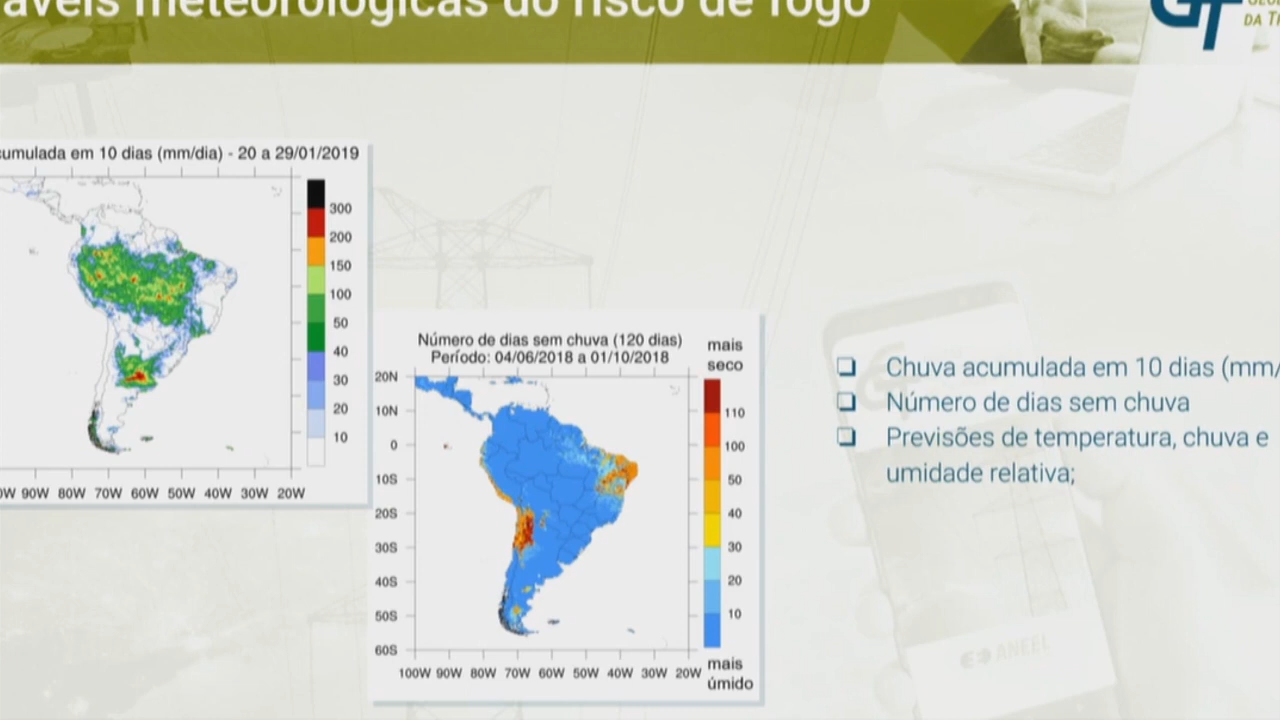 áveis meteorológicas do risco de fogo
GT
DA T
cumulada em 10 dias (mm/dia) - 20 a 29/01/2019
300
200
150
100
50
40
30
20
10
0W 90W 80W 70W 60W 50W 40W 30W 20W
Número de dias sem chuva (120 dias)
Período: 04/06/2018 a 01/10/2018
mais
seco
20N
10N
0
10S
20S
30S
40S
50S
60S
110
100
50
40
30
20
10
100W 90W 80W 70W 60W 50W 40W 30W 20W
mais
úmido
Chuva acumulada em 10 dias (mm/
Número de dias sem chuva
Previsões de temperatura, chuva e
umidade relativa;
ANEEL